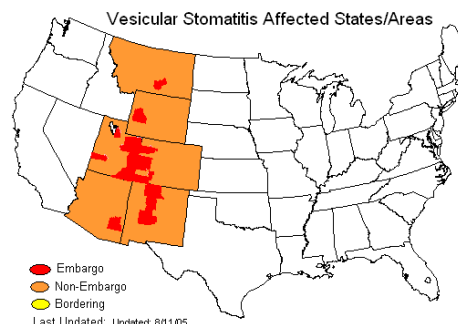 Vesicular Stomatitis Affected States/Areas
Embargo
Non-Embargo
Bordering
Last Updated: Updated: 8/11/05